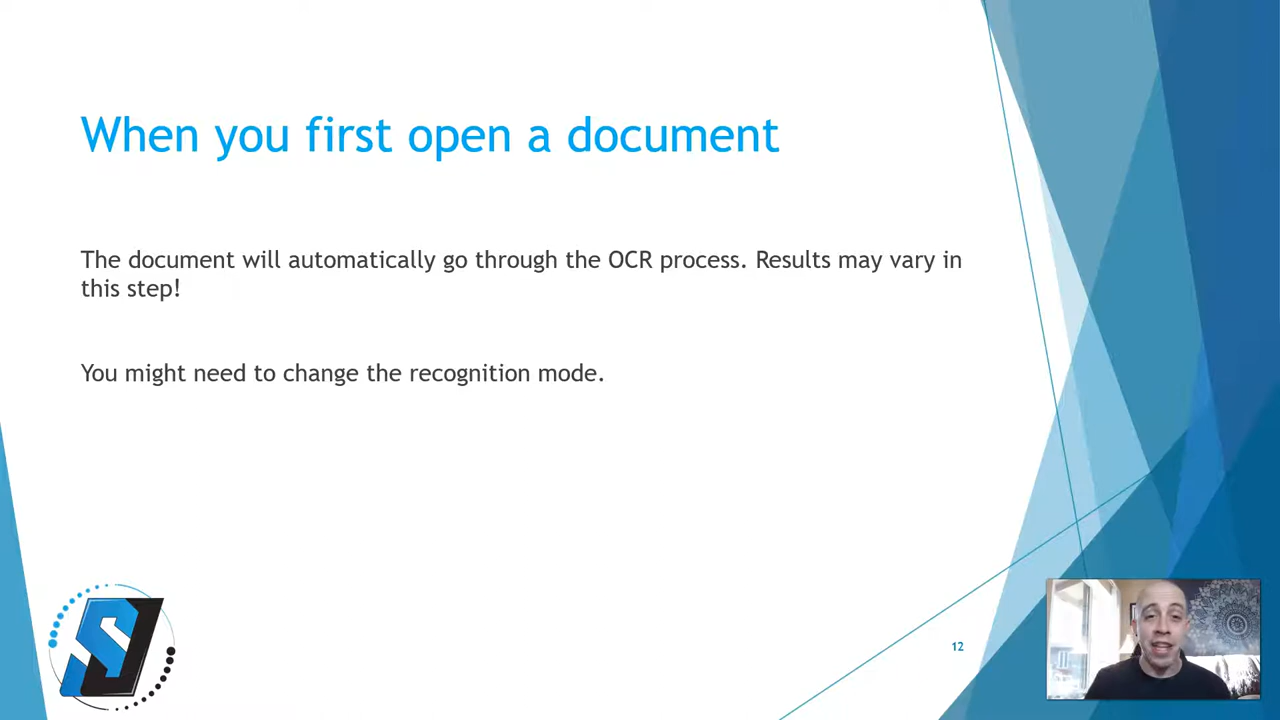 When you first open a document
The document will automatically go through the OCR process. Results may vary in
this step!
You might need to change the recognition mode.
12